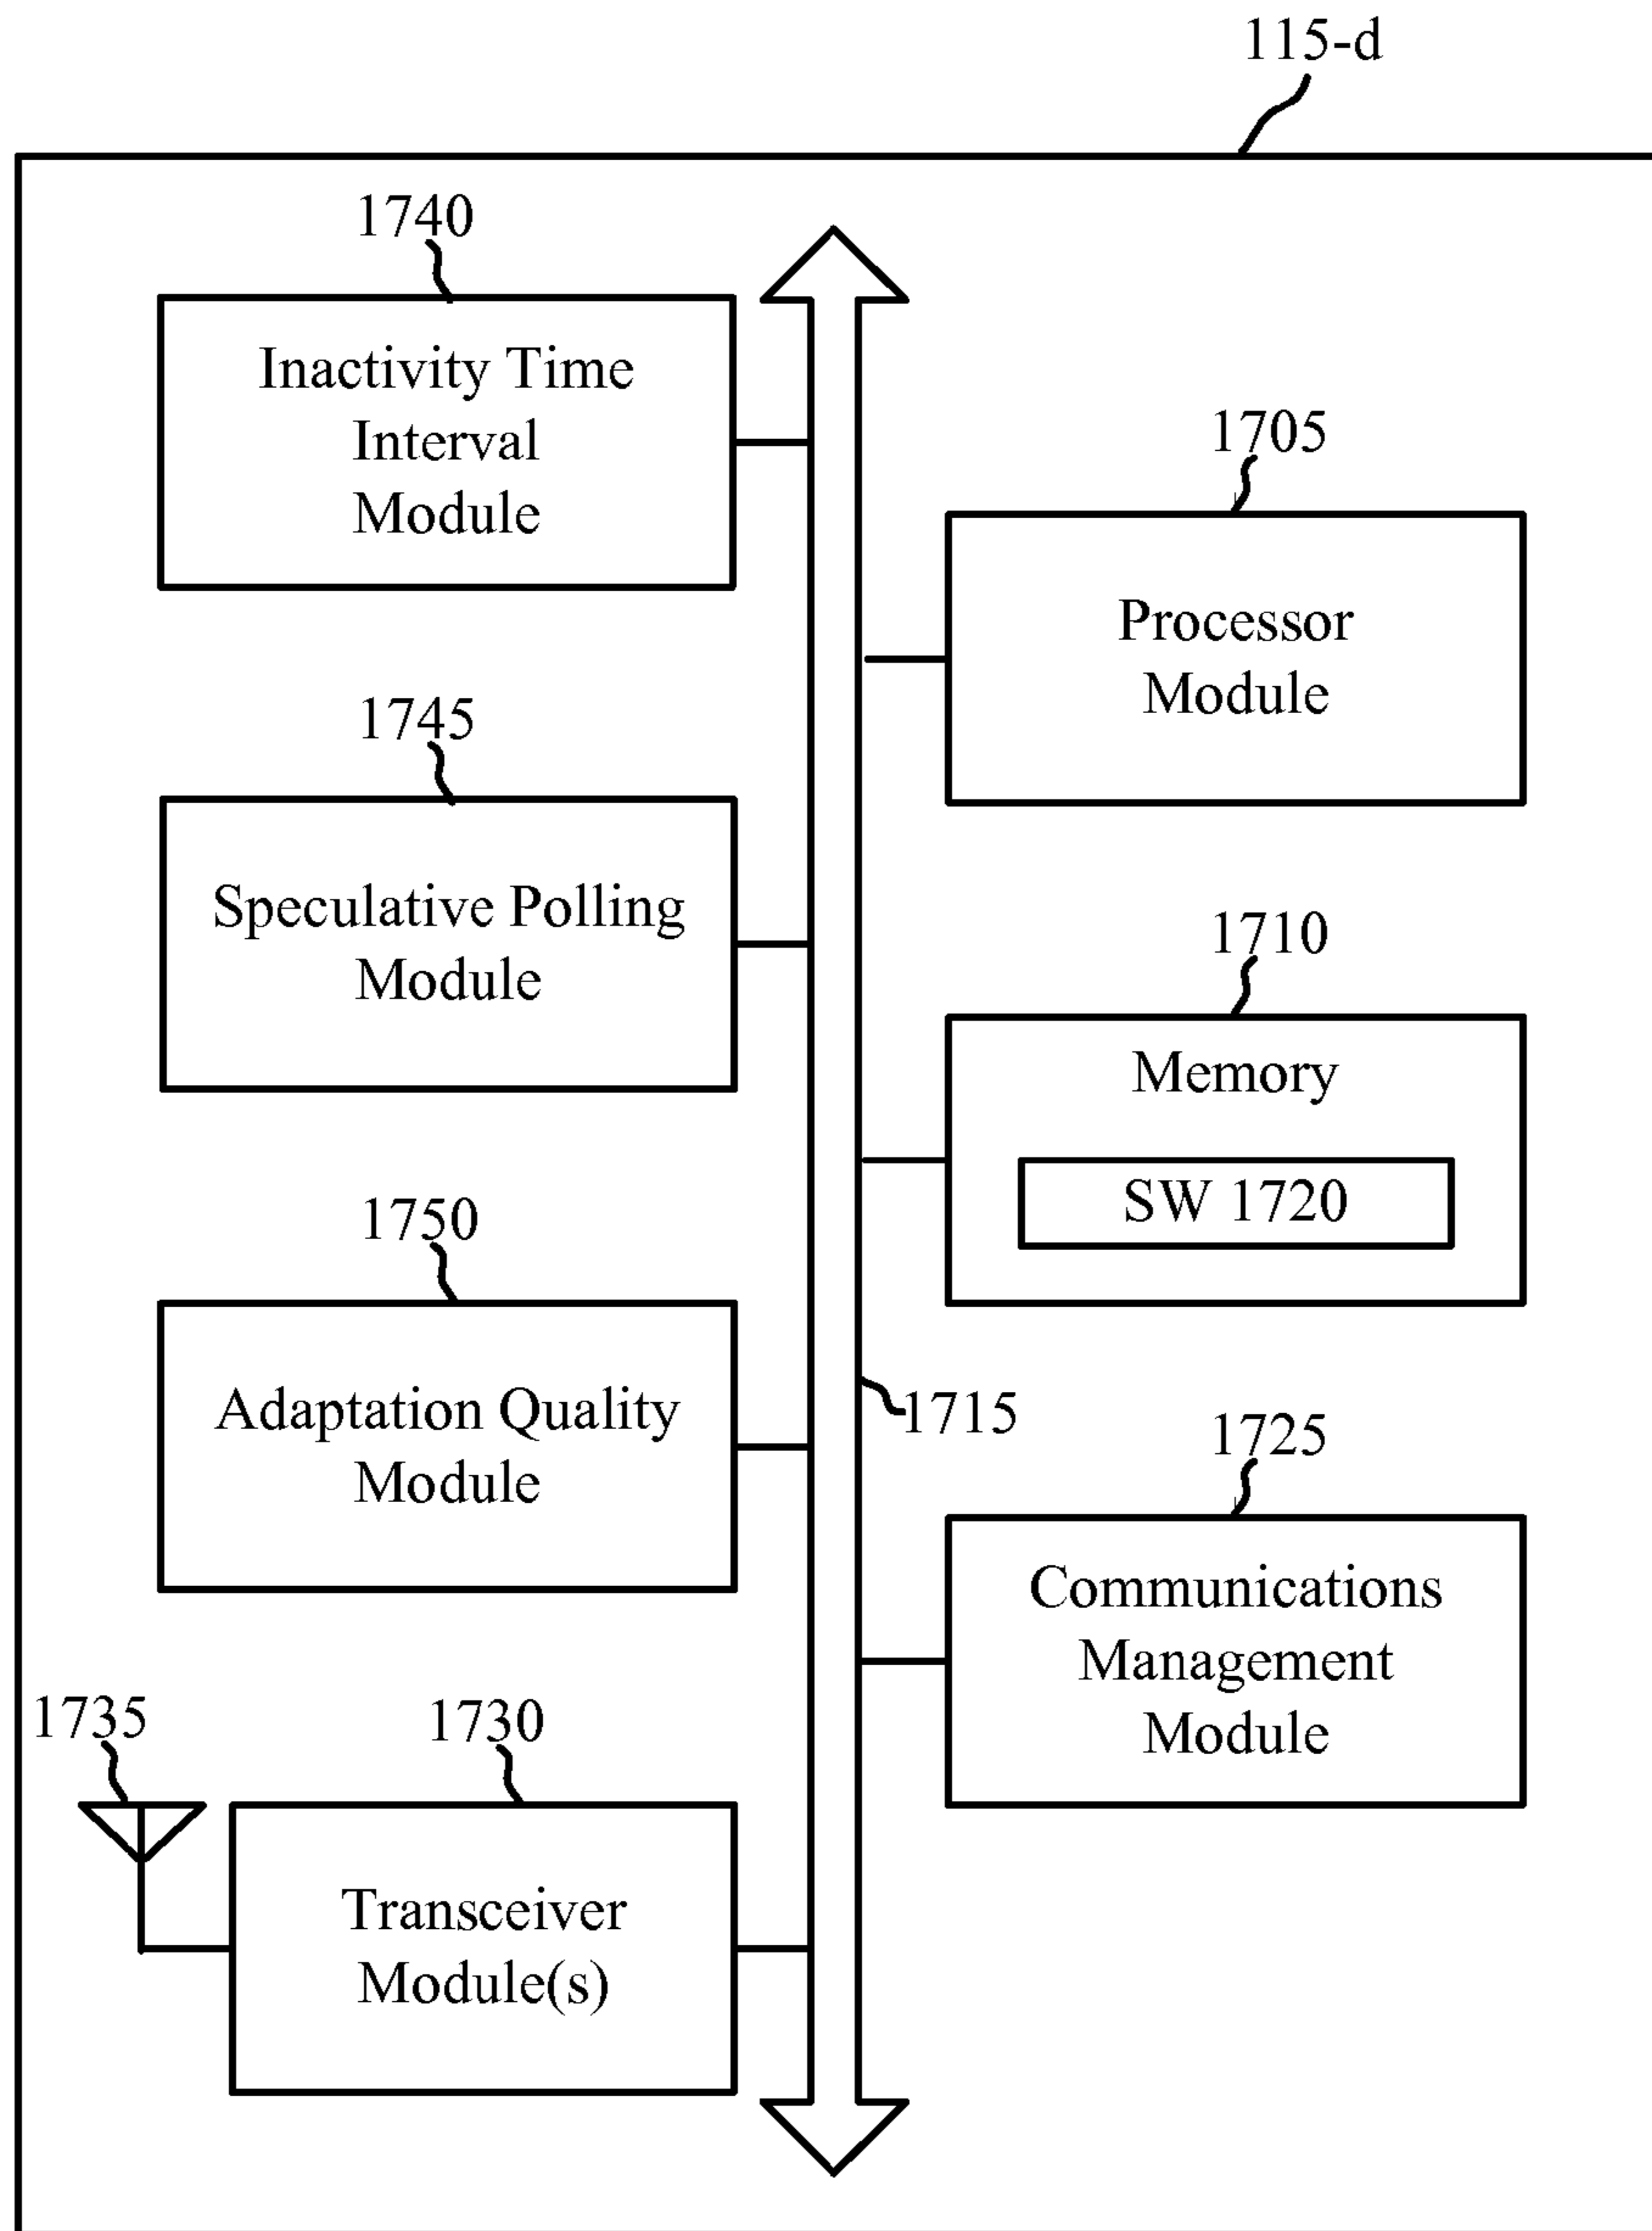 115-d
1740
Inactivity Time
Interval
Module
1705
Processor
Module
1745
Speculative Polling
Module
1710
Memory
SW 1720
1750
Adaptation Quality
Module
1715
1725
Communications
Management
Module
1735
1730
Transceiver
Module(s)